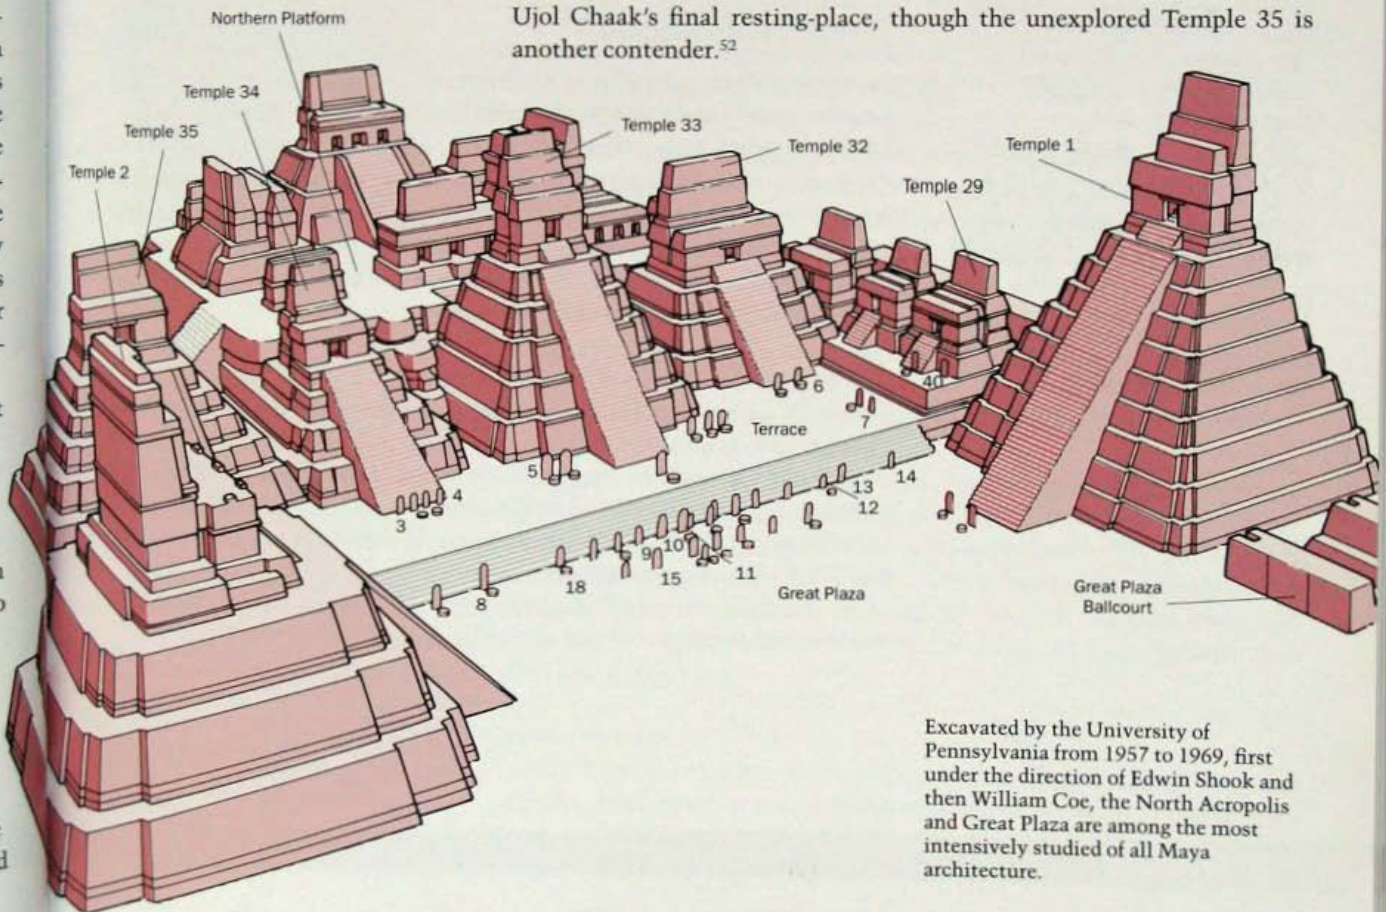 Ujol Chaak's final resting-place, though the unexplored Temple 35 is
another contender.52
Northern Platform
Temple 34
Temple 35
Temple 2
Temple 33
Temple 32
Temple 1
Temple 29
6
40
7
Terrace
5
4
3
14
13
12
9
10
15
11
18
8
Great Plaza
Great Plaza
Ballcourt
Excavated by the University of
Pennsylvania from 1957 to 1969, first
under the direction of Edwin Shook and
then William Coe, the North Acropolis
and Great Plaza are among the most
intensively studied of all Maya
architecture.